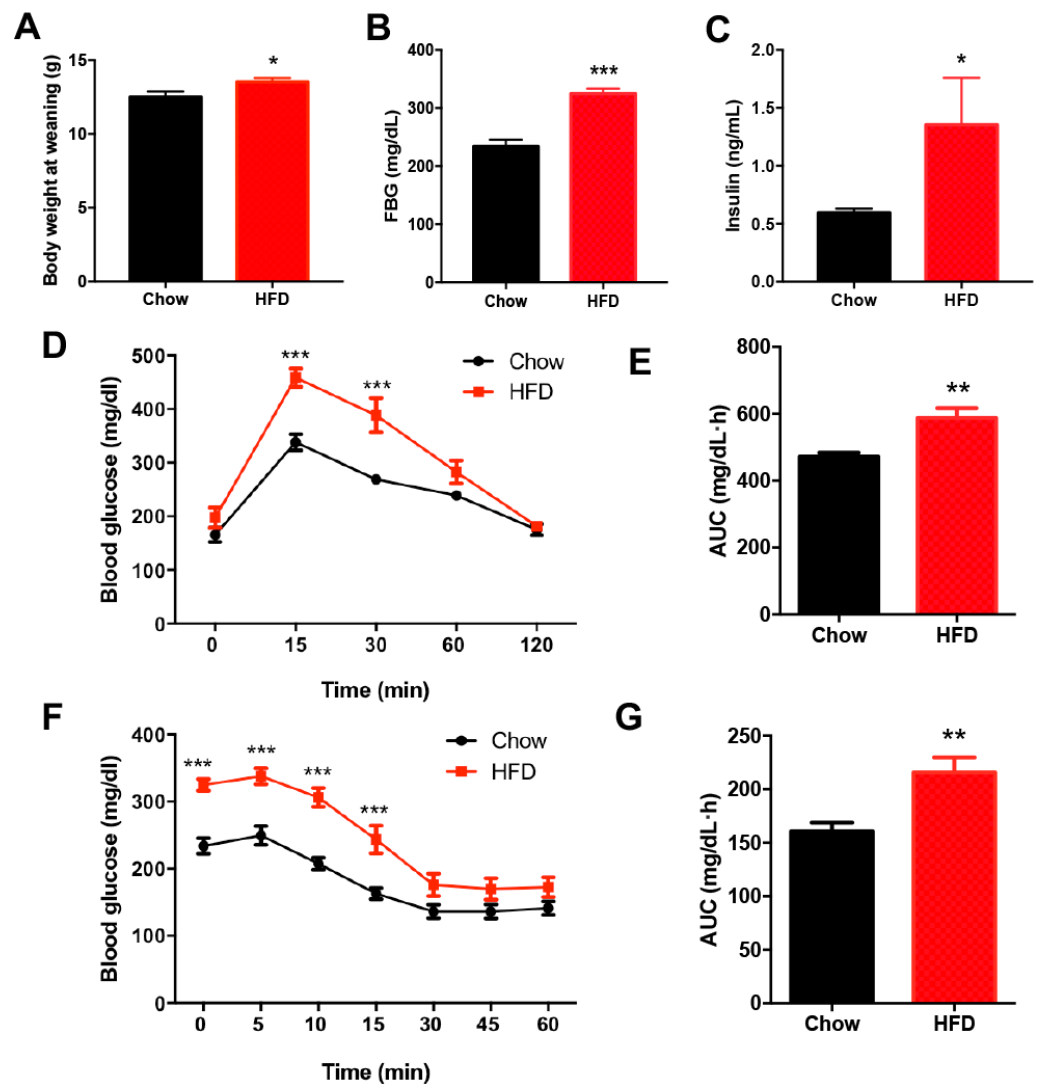 A
Body weight at weaning (g)
15
10
5
0
*
Chow HFD
B
FBG (mg/dL)
400
300
200
100
0
***
Chow HFD
C
Insulin (ng/mL)
2.0
1.5
1.0
0.5
0.0
*
Chow HFD
D
Blood glucose (mg/dl)
500
400
300
200
100
0
*** ***
Chow
HFD
0 15 30 60 120
Time (min)
E
AUC (mg/dL·h)
800
600
400
200
0
**
Chow HFD
F
Blood glucose (mg/dl)
400
300
200
100
0
*** *** *** ***
Chow
HFD
0 5 10 15 30 45 60
Time (min)
G
AUC (mg/dL·h)
250
200
150
100
50
0
**
Chow HFD